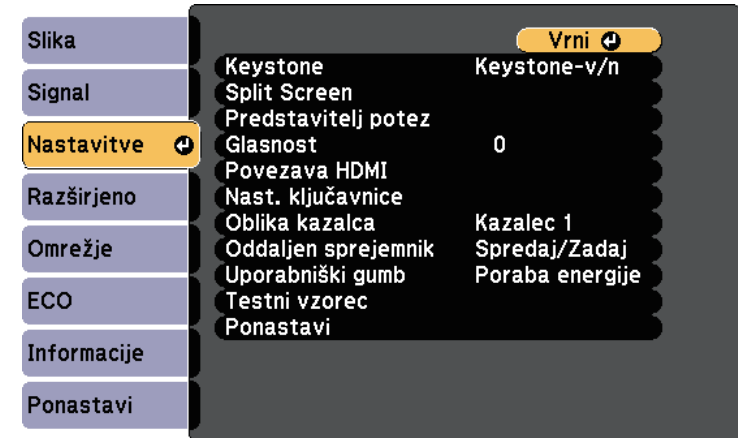 Slika
Signal
Nastavitve
Razširjeno
Omrežje
ECO
Informacije
Ponastavi
Vrni
Keystone Keystone-v/n
Split Screen
Predstavitelj potez
Glasnost 0
Povezava HDMI
Nast. ključavnice
Oblika kazalca Kazalec 1
Oddaljen sprejemnik Spredaj/Zadaj
Uporabniški gumb Poraba energije
Testni vzorec
Ponastavi